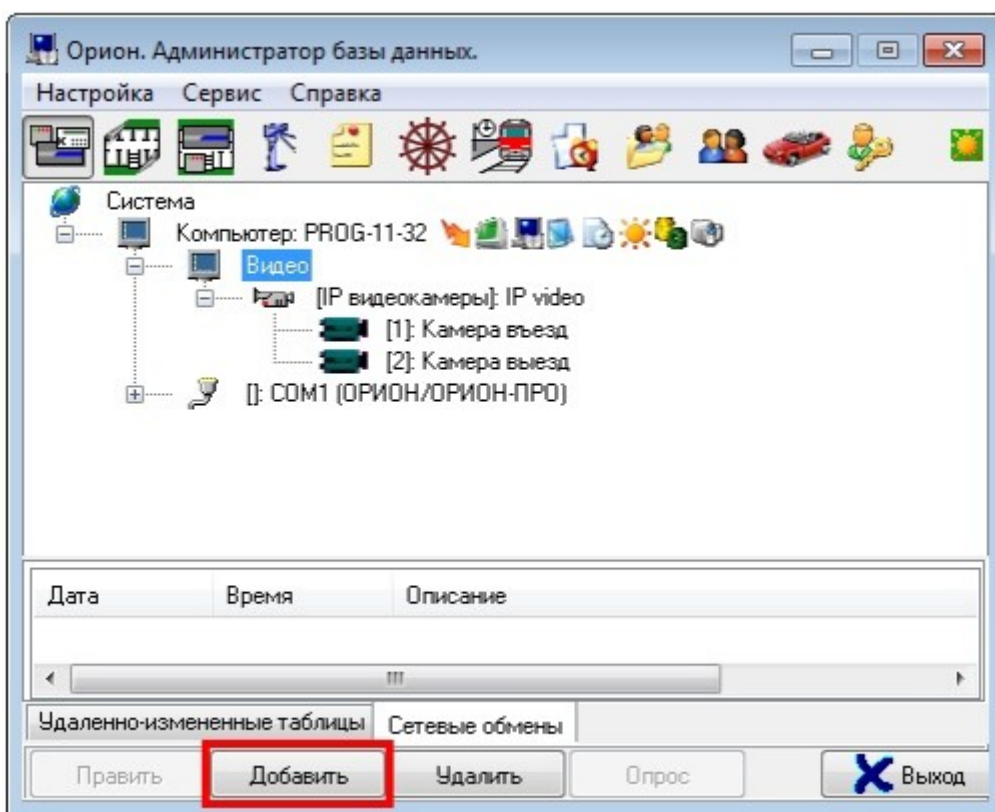 Орион. Администратор базы данных.
Настройка Сервис Справка
Система
Компьютер: PROG-11-32
Видео
[IP видеокамеры]: IP video
[1]: Камера въезд
[2]: Камера выезд
[]: COM1 (ОРИОН/ОРИОН-ПРО)
Дата Время Описание
Удаленно-измененные таблицы Сетевые обмены
Править Добавить Удалить Опрос Выход